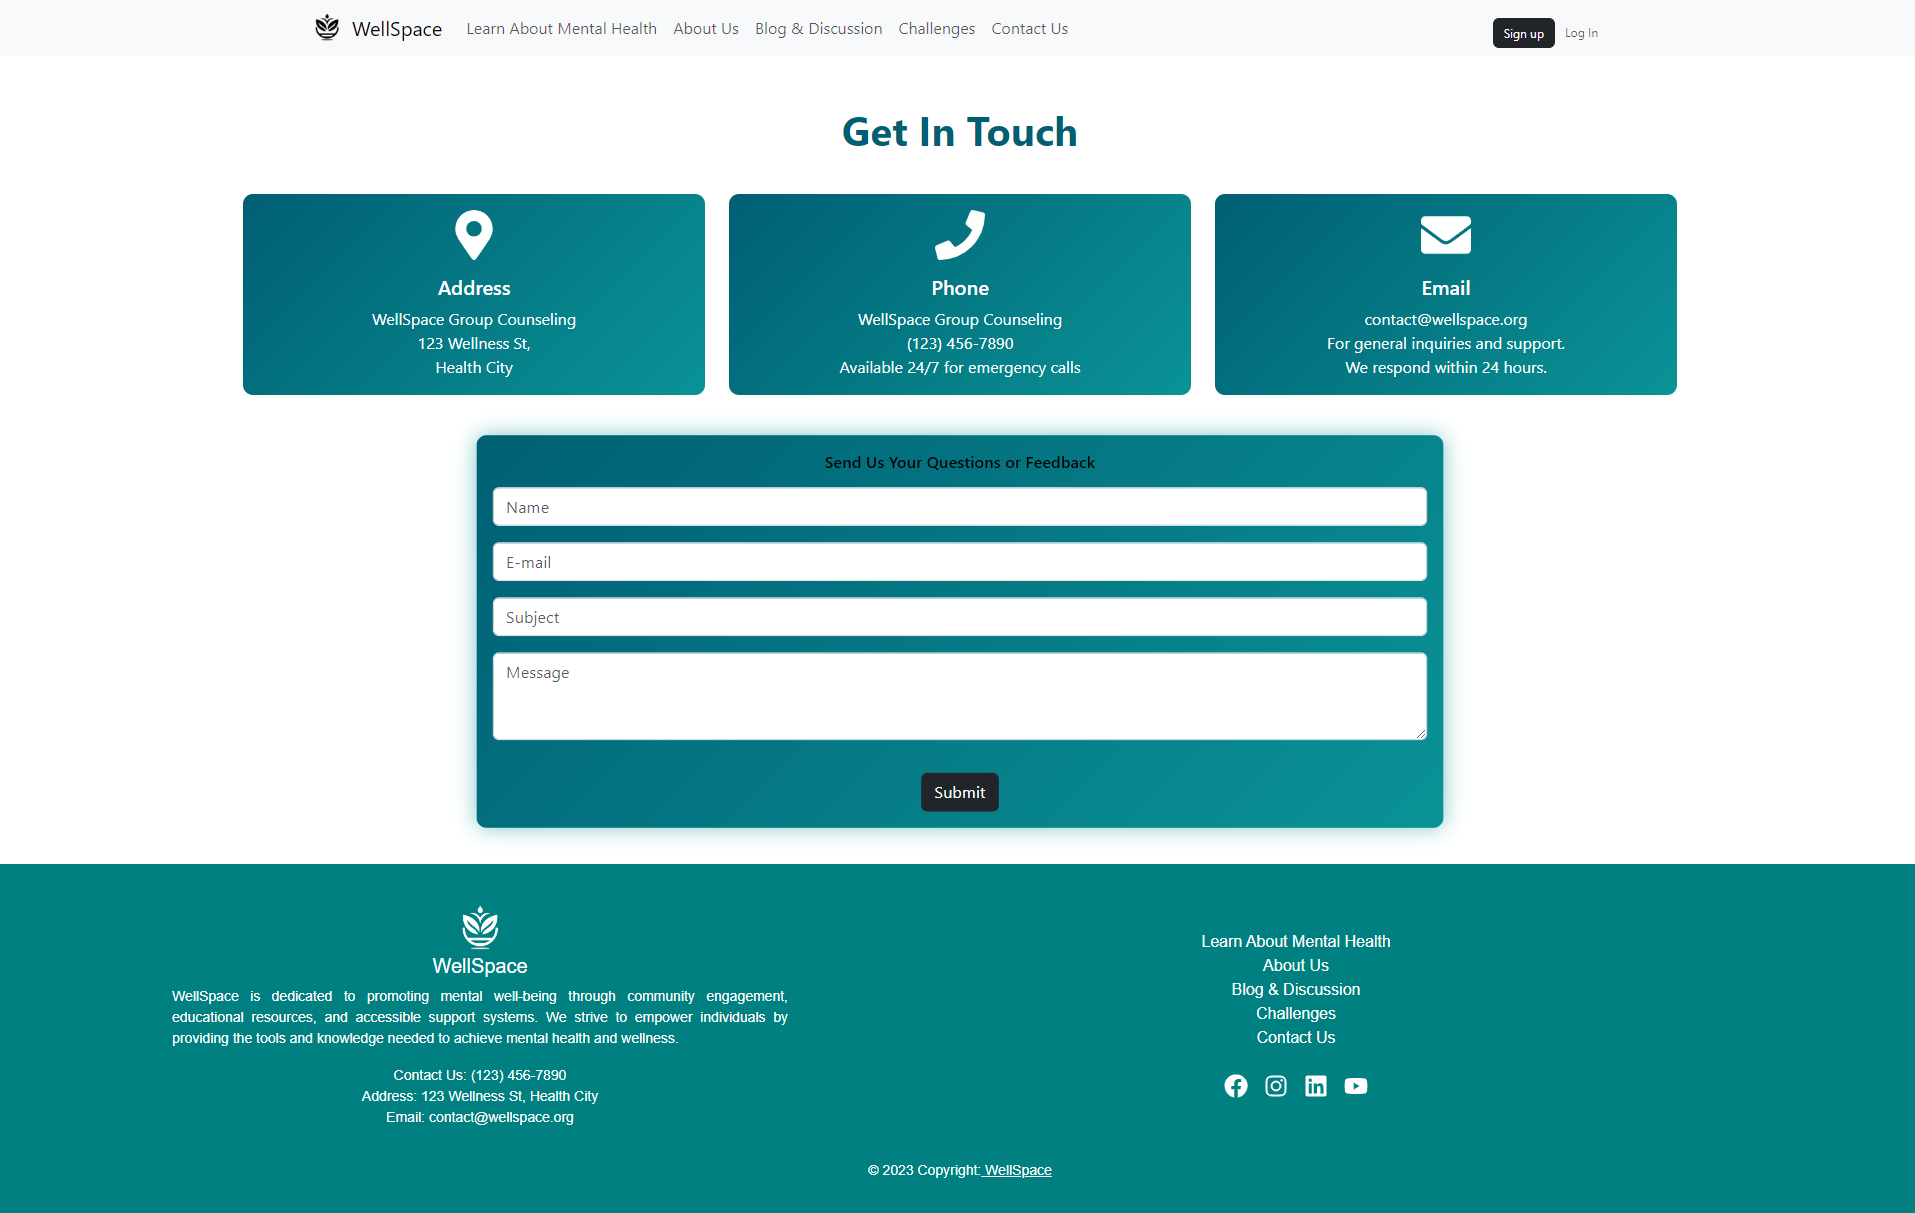 WellSpace
Learn About Mental Health
About Us
Blog & Discussion
Challenges
Contact Us
Sign up
Log In
Get In Touch
Address
WellSpace Group Counseling
123 Wellness St,
Health City
Phone
WellSpace Group Counseling
(123) 456-7890
Available 24/7 for emergency calls
Email
contact@wellspace.org
For general inquiries and support.
We respond within 24 hours.
Send Us Your Questions or Feedback
Name
E-mail
Subject
Message
Submit
WellSpace
WellSpace is dedicated to promoting mental well-being through community engagement,
educational resources, and accessible support systems. We strive to empower individuals by
providing the tools and knowledge needed to achieve mental health and wellness.
Contact Us: (123) 456-7890
Address: 123 Wellness St, Health City
Email: contact@wellspace.org
Learn About Mental Health
About Us
Blog & Discussion
Challenges
Contact Us
© 2023 Copyright: WellSpace